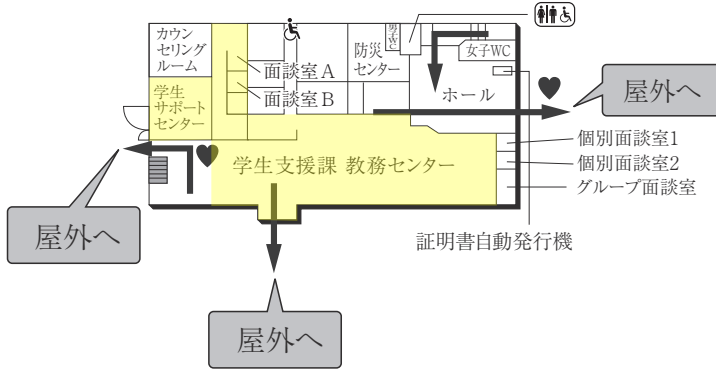 カウン
セリング
ルーム
面談室A
面談室B
防災
センター
男子WC
女子WC
ホール
屋外へ
学生
サポート
センター
学生支援課 教務センター
個別面談室1
個別面談室2
グループ面談室
証明書自動発行機
屋外へ
屋外へ